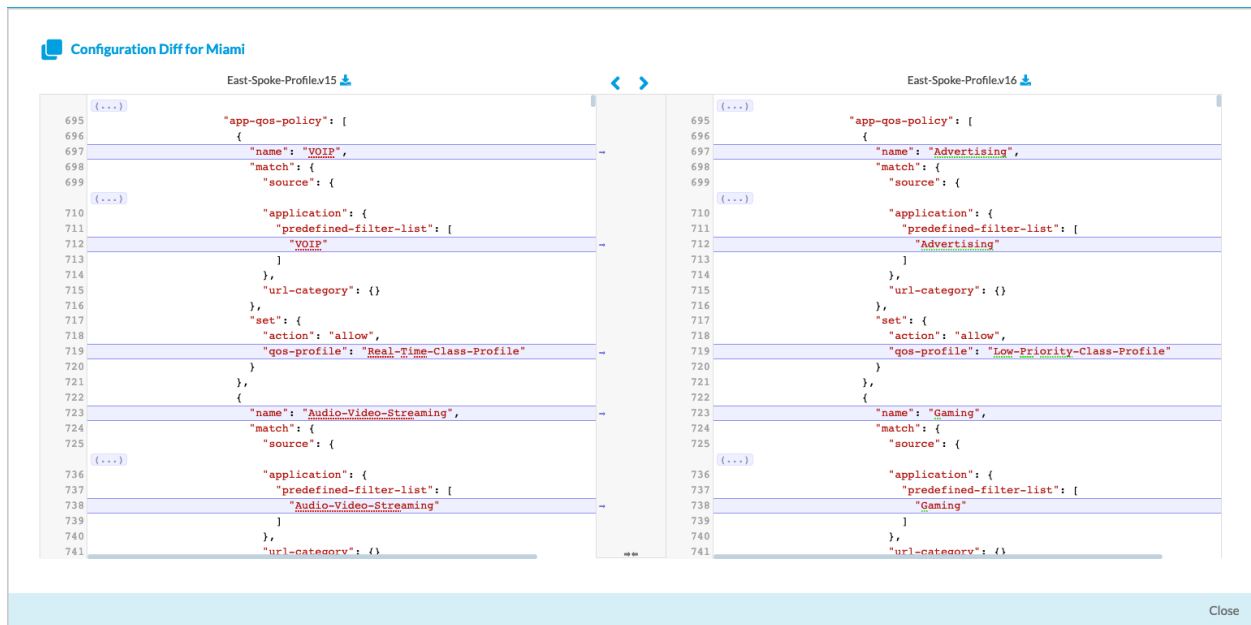 Configuration Diff for Miami
East-Spoke-Profile.v15
(...)
695 "app-qos-policy": [
696 {
697 "name": "VOIP",
698 "match": {
699 "source": {
(...)
710 "application": {
711 "predefined-filter-list": [
712 "VOIP"
713 ]
714 },
715 "url-category": {}
716 },
717 "set": {
718 "action": "allow",
719 "qos-profile": "Real-Time-Class-Profile"
720 }
721 },
722 {
723 "name": "Audio-Video-Streaming",
724 "match": {
725 "source": {
(...)
736 "application": {
737 "predefined-filter-list": [
738 "Audio-Video-Streaming"
739 ]
740 },
741 "url-category": {}
East-Spoke-Profile.v16
(...)
695 "app-qos-policy": [
696 {
697 "name": "Advertising",
698 "match": {
699 "source": {
(...)
710 "application": {
711 "predefined-filter-list": [
712 "Advertising"
713 ]
714 },
715 "url-category": {}
716 },
717 "set": {
718 "action": "allow",
719 "qos-profile": "Low-Priority-Class-Profile"
720 }
721 },
722 {
723 "name": "Gaming",
724 "match": {
725 "source": {
(...)
736 "application": {
737 "predefined-filter-list": [
738 "Gaming"
739 ]
740 },
741 "url-category": {}
Close